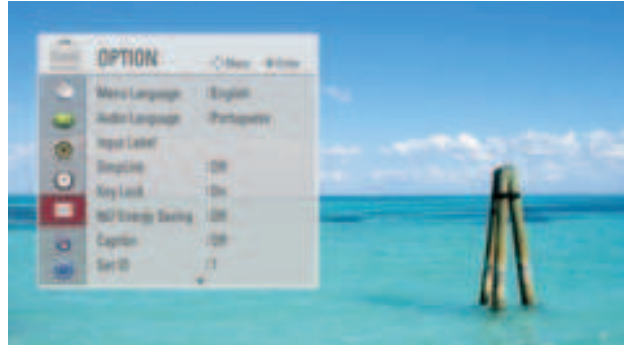 OPTION Move Enter
Menu Language : English
Audio Language : Portuguese
Input Label
SimpLink : Off
Key Lock : On
Energy Saving : Off
Caption : Off
Set ID : 1